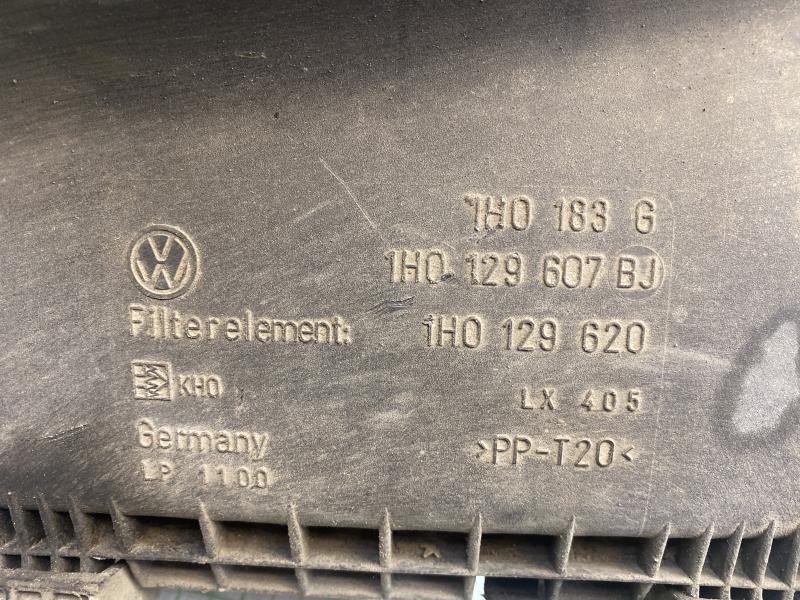 1H0 183 G
VW
1H0 129 607 BJ
Filterelement: 1H0 129 620
KHO
LX 405
Germany
>PP-T20<
LP 1100